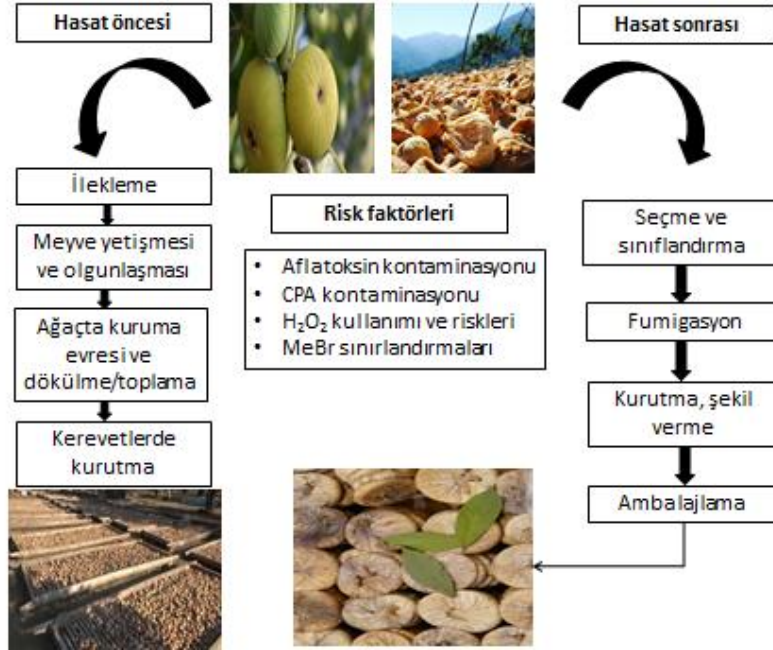 Hasat öncesi
İlekleme
Meyve yetişmesi
ve olgunlaşması
Ağaçta kuruma
evresi ve
dökülme/toplama
Kerevetlerde
kurutma
Risk faktörleri
• Aflatoksin kontaminasyonu
• CPA kontaminasyonu
• H₂O₂ kullanımı ve riskleri
• MeBr sınırlandırmaları
Hasat sonrası
Seçme ve
sınıflandırma
Fumigasyon
Kurutma, şekil
verme
Ambalajlama